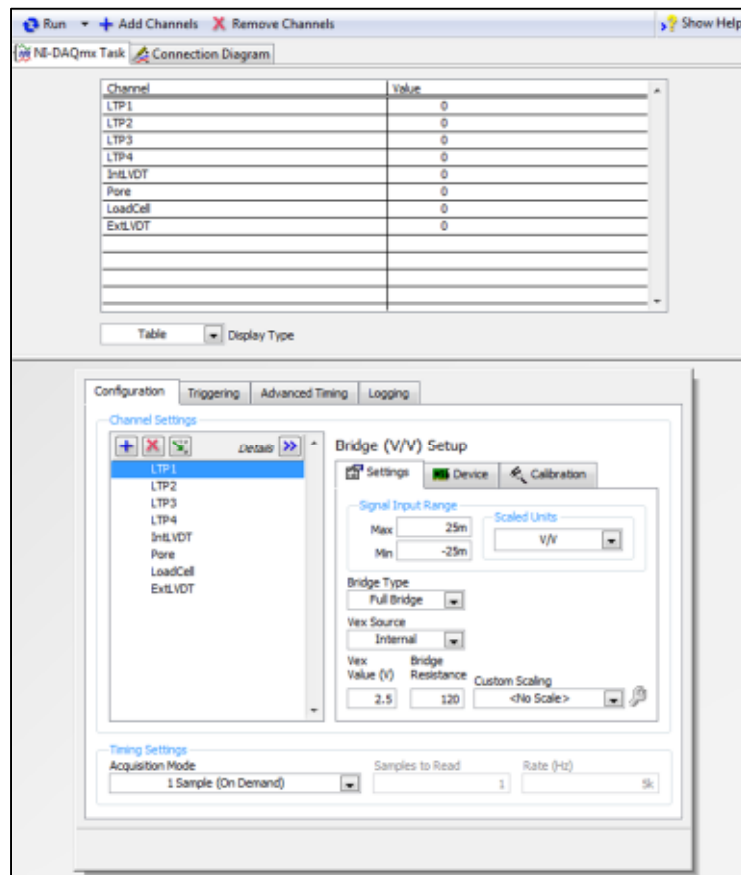 Run + Add Channels X Remove Channels Show Help
NI-DAQmx Task Connection Diagram
Channel Value
LTP1 0
LTP2 0
LTP3 0
LTP4 0
IntLVDT 0
Pore 0
LoadCell 0
ExtLVDT 0
Table Display Type
Configuration Triggering Advanced Timing Logging
Channel Settings
Details >>
LTP1
LTP2
LTP3
LTP4
IntLVDT
Pore
LoadCell
ExtLVDT
Bridge (V/V) Setup
Settings Device Calibration
Signal Input Range
Max 25m
Min -25m
Scaled Units
V/V
Bridge Type
Full Bridge
Vex Source
Internal
Vex Value (V) 2.5
Bridge Resistance 120
Custom Scaling
<No Scale>
Timing Settings
Acquisition Mode Samples to Read Rate (Hz)
1 Sample (On Demand) 1 5k